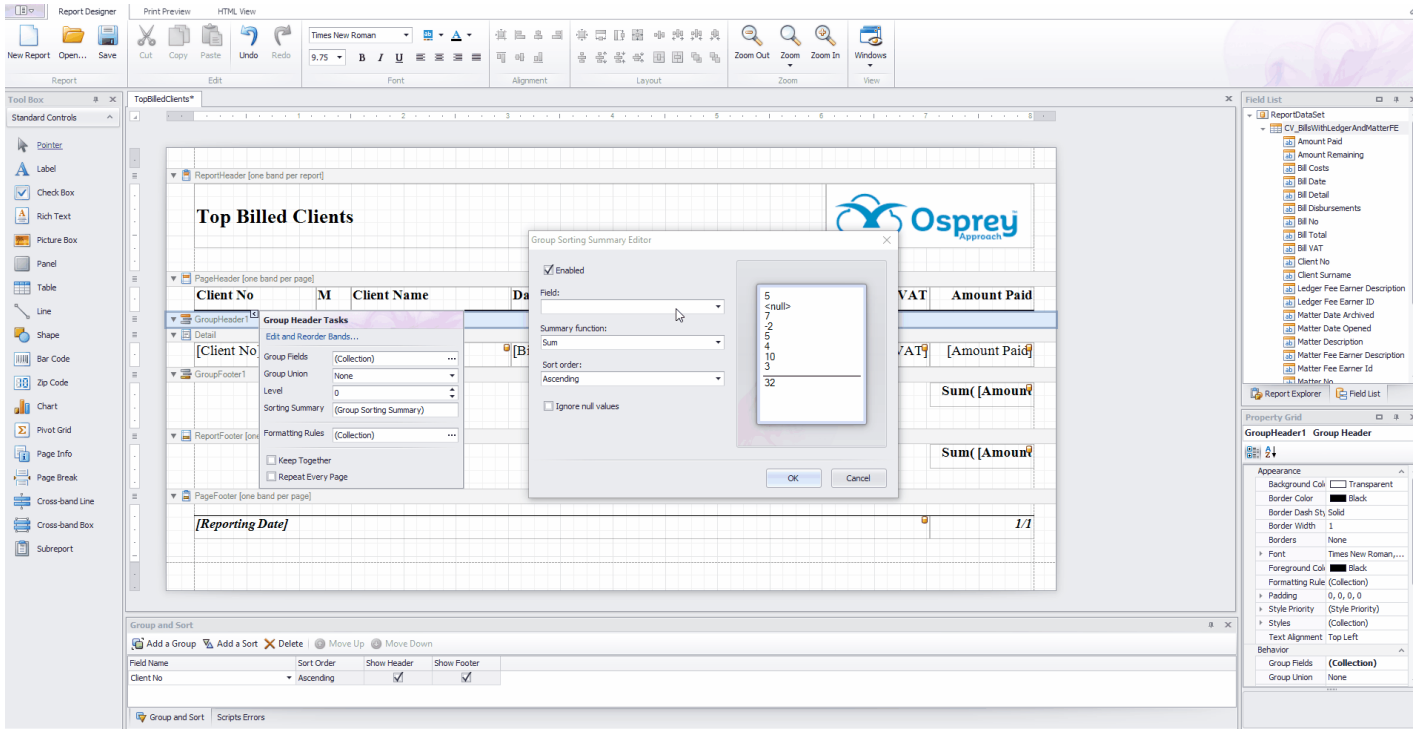 Report Designer Print Preview HTML View
New Report Open... Save Cut Copy Paste Undo Redo
Times New Roman
9.75 B I U
Zoom Out Zoom Zoom In Windows
Report Edit Font Alignment Layout Zoom View
Tool Box
Standard Controls
Pointer
Label
Check Box
Rich Text
Picture Box
Panel
Table
Line
Shape
Bar Code
Zip Code
Chart
Pivot Grid
Page Info
Page Break
Cross-band Line
Cross-band Box
Subreport
TopBilledClients*
1 2 3 4 5 6 7 8
ReportHeader [one band per report]
Top Billed Clients
Osprey
Approach
PageHeader [one band per page]
Client No M Client Name Da VAT Amount Paid
GroupHeader1
Detail
[Client No [Bi VAT] [Amount Paid]
GroupFooter1
Sum( [Amoun
ReportFooter [one
Sum( [Amoun
PageFooter [one band per page]
[Reporting Date] 1/1
Group Header Tasks
Edit and Reorder Bands...
Group Fields (Collection) ...
Group Union None
Level 0
Sorting Summary (Group Sorting Summary)
Formatting Rules (Collection) ...
Keep Together
Repeat Every Page
Group Sorting Summary Editor
Enabled
Field:
Summary function:
Sum
Sort order:
Ascending
Ignore null values
5
<null>
7
-2
5
4
10
3
32
OK Cancel
Group and Sort
Add a Group Add a Sort Delete Move Up Move Down
Field Name Sort Order Show Header Show Footer
Client No Ascending
Group and Sort Scripts Errors
Field List
ReportDataSet
CV_BillsWithLedgerAndMatterFE
Amount Paid
Amount Remaining
Bill Costs
Bill Date
Bill Detail
Bill Disbursements
Bill No
Bill Total
Bill VAT
Client No
Client Surname
Ledger Fee Earner Description
Ledger Fee Earner ID
Matter Date Archived
Matter Date Opened
Matter Description
Matter Fee Earner Description
Matter Fee Earner Id
Matter No
Report Explorer Field List
Property Grid
GroupHeader1 Group Header
Appearance
Background Col Transparent
Border Color Black
Border Dash Sty Solid
Border Width 1
Borders None
Font Times New Roman,...
Foreground Col Black
Formatting Rule (Collection)
Padding 0, 0, 0, 0
Style Priority (Style Priority)
Styles (Collection)
Text Alignment Top Left
Behavior
Group Fields (Collection)
Group Union None